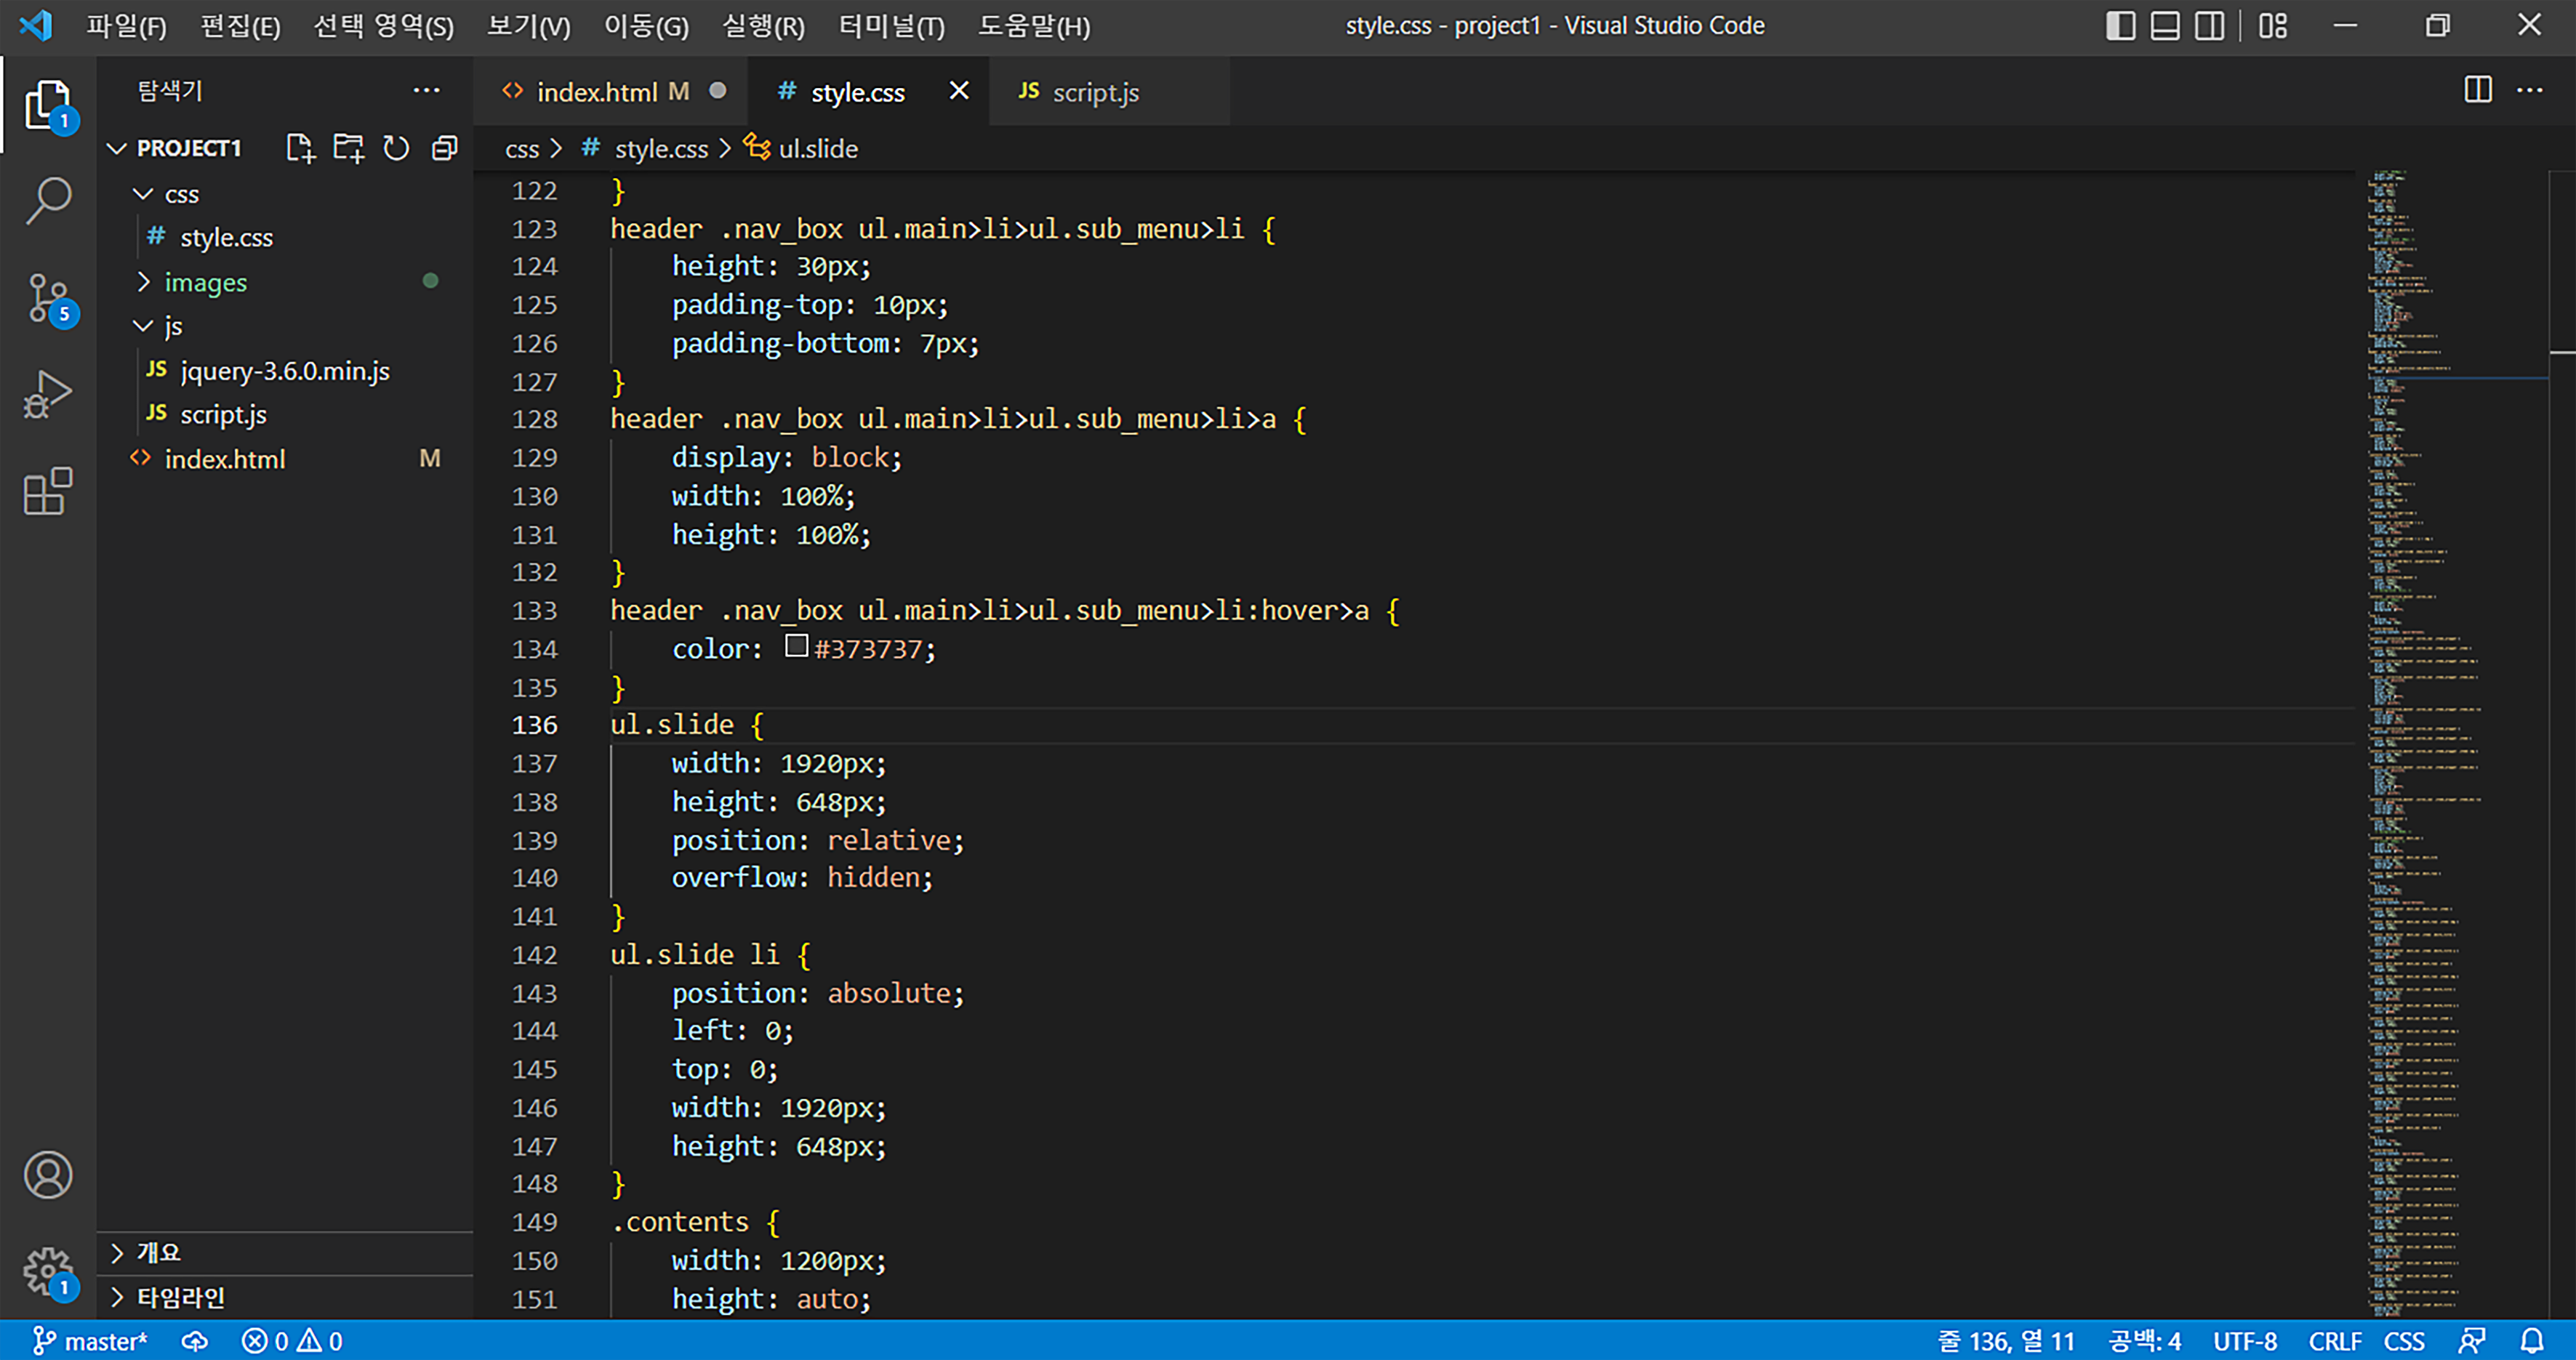 파일(F) 편집(E) 선택 영역(S) 보기(V) 이동(G) 실행(R) 터미널(T) 도움말(H) style.css - project1 - Visual Studio Code
탐색기
PROJECT1
css
# style.css
images
js
JS jquery-3.6.0.min.js
JS script.js
<> index.html M
개요
타임라인
1
5
1
<> index.html M
# style.css
JS script.js
css > # style.css > ul.slide
122 }
123 header .nav_box ul.main>li>ul.sub_menu>li {
124 height: 30px;
125 padding-top: 10px;
126 padding-bottom: 7px;
127 }
128 header .nav_box ul.main>li>ul.sub_menu>li>a {
129 display: block;
130 width: 100%;
131 height: 100%;
132 }
133 header .nav_box ul.main>li>ul.sub_menu>li:hover>a {
134 color: #373737;
135 }
136 ul.slide {
137 width: 1920px;
138 height: 648px;
139 position: relative;
140 overflow: hidden;
141 }
142 ul.slide li {
143 position: absolute;
144 left: 0;
145 top: 0;
146 width: 1920px;
147 height: 648px;
148 }
149 .contents {
150 width: 1200px;
151 height: auto;
master* 0 0 줄 136, 열 11 공백: 4 UTF-8 CRLF CSS